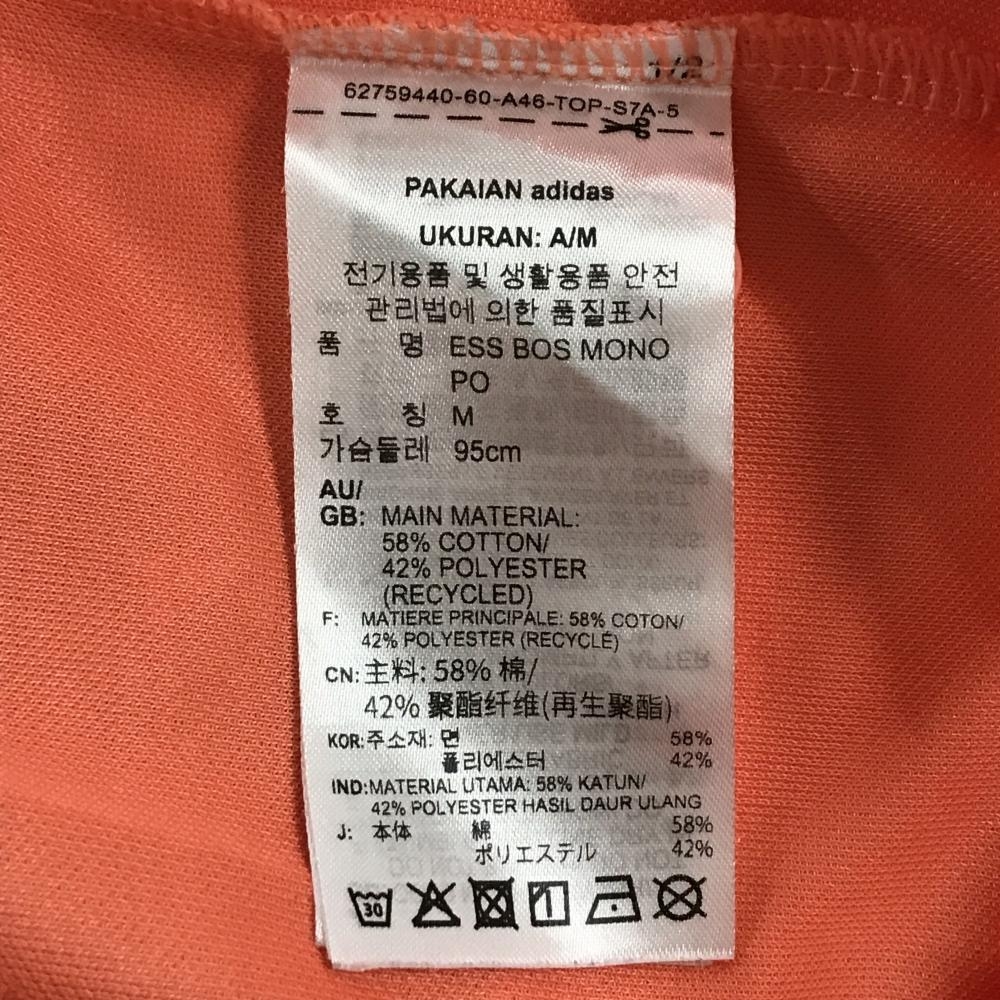 62759440-60-A46-TOP-S7A-5
PAKAIAN adidas
UKURAN: A/M
전기용품 및 생활용품 안전
관리법에 의한 품질표시
품 명 ESS BOS MONO
PO
호 칭 M
가슴둘레 95cm
AU/
GB: MAIN MATERIAL:
58% COTTON/
42% POLYESTER
(RECYCLED)
F: MATIERE PRINCIPALE: 58% COTON/
42% POLYESTER (RECYCLÉ)
CN: 主料: 58% 棉/
42% 聚酯纤维(再生聚酯)
KOR: 주소재: 면 58%
폴리에스터 42%
IND: MATERIAL UTAMA: 58% KATUN/
42% POLYESTER HASIL DAUR ULANG
J: 本体 綿 58%
ポリエステル 42%
30